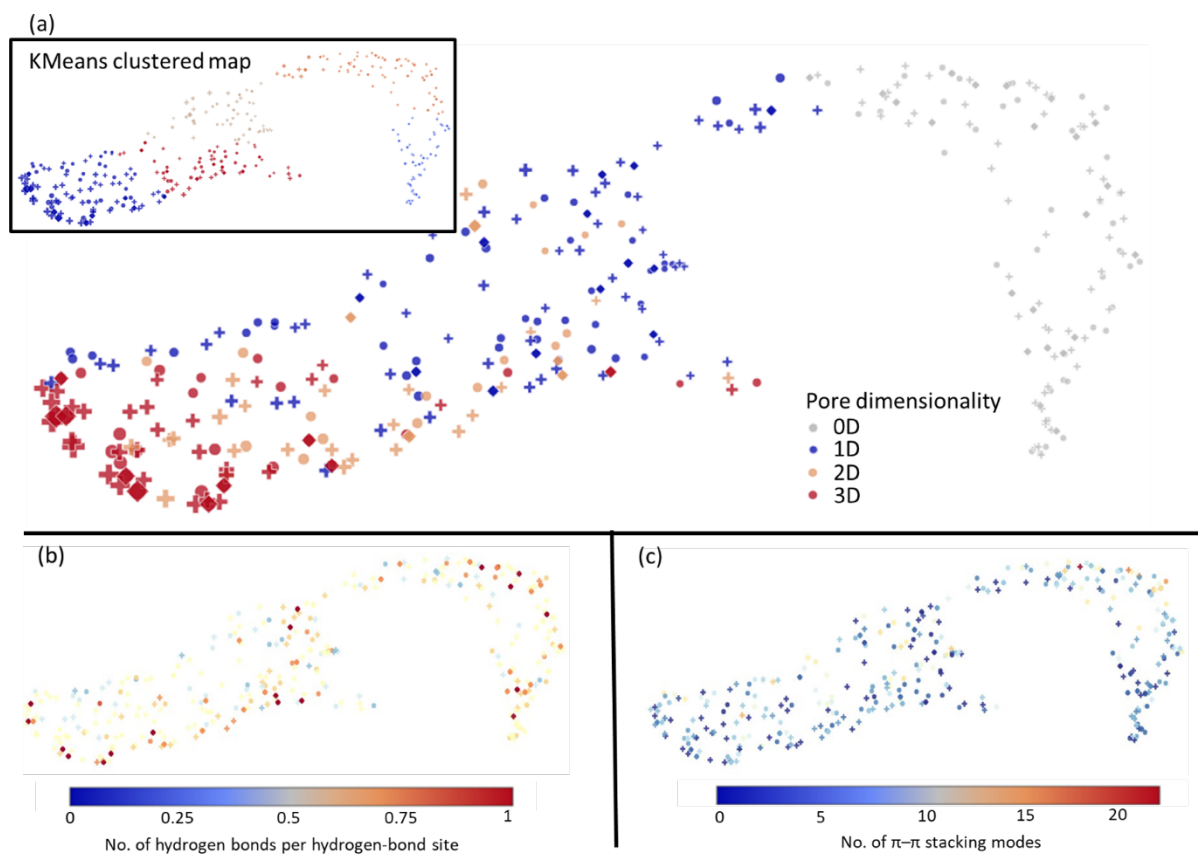 (a)
KMeans clustered map
Pore dimensionality
0D
1D
2D
3D
(b)
(c)
0 0.25 0.5 0.75 1
No. of hydrogen bonds per hydrogen-bond site
0 5 10 15 20
No. of π–π stacking modes